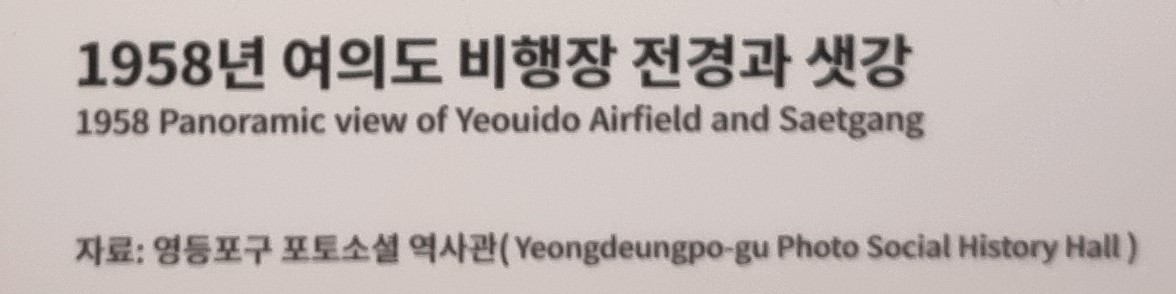 1958년 여의도 비행장 전경과 샛강
1958 Panoramic view of Yeouido Airfield and Saetgang
자료: 영등포구 포토소셜 역사관( Yeongdeungpo-gu Photo Social History Hall )